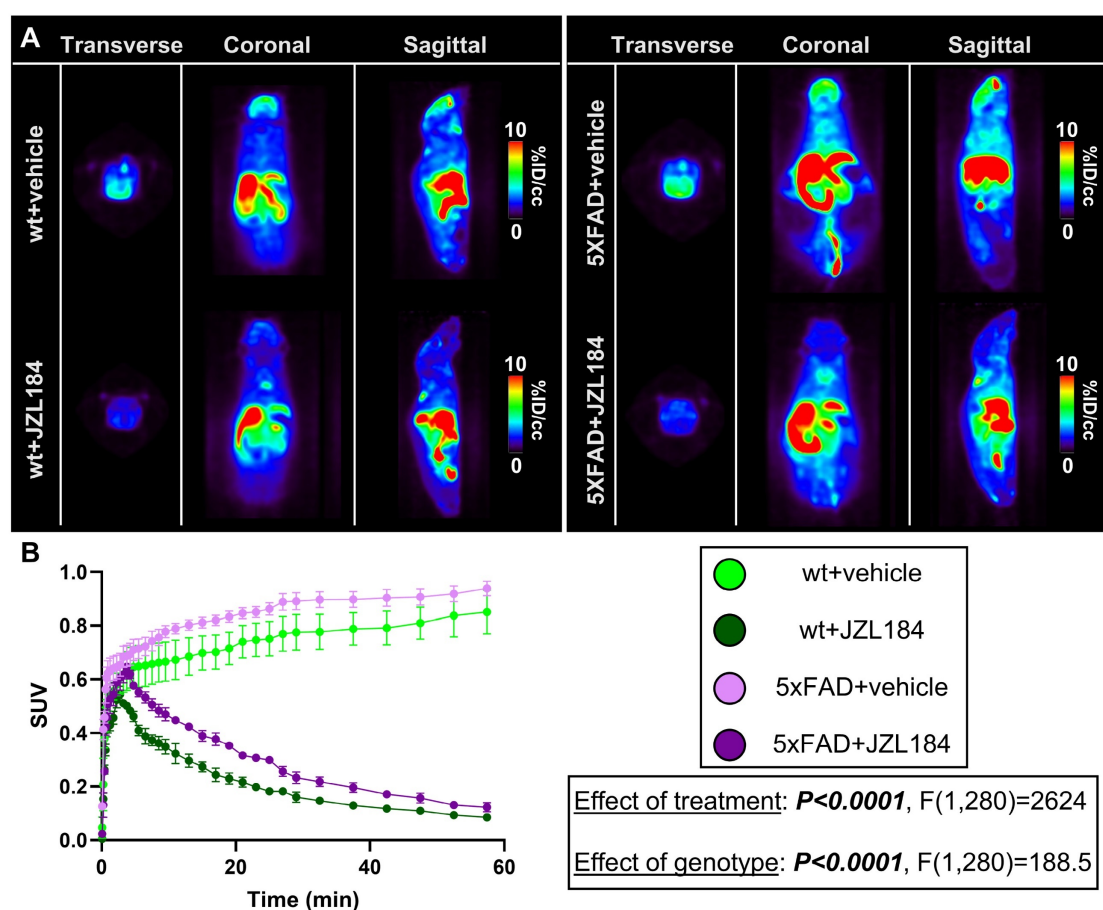 A
Transverse Coronal Sagittal
Transverse Coronal Sagittal
wt+vehicle
10
%ID/cc
0
5XFAD+vehicle
10
%ID/cc
0
wt+JZL184
10
%ID/cc
0
5XFAD+JZL184
10
%ID/cc
0
B
1.0
0.8
0.6
0.4
0.2
0.0
SUV
0 20 40 60
Time (min)
wt+vehicle
wt+JZL184
5xFAD+vehicle
5xFAD+JZL184
Effect of treatment: P<0.0001, F(1,280)=2624
Effect of genotype: P<0.0001, F(1,280)=188.5